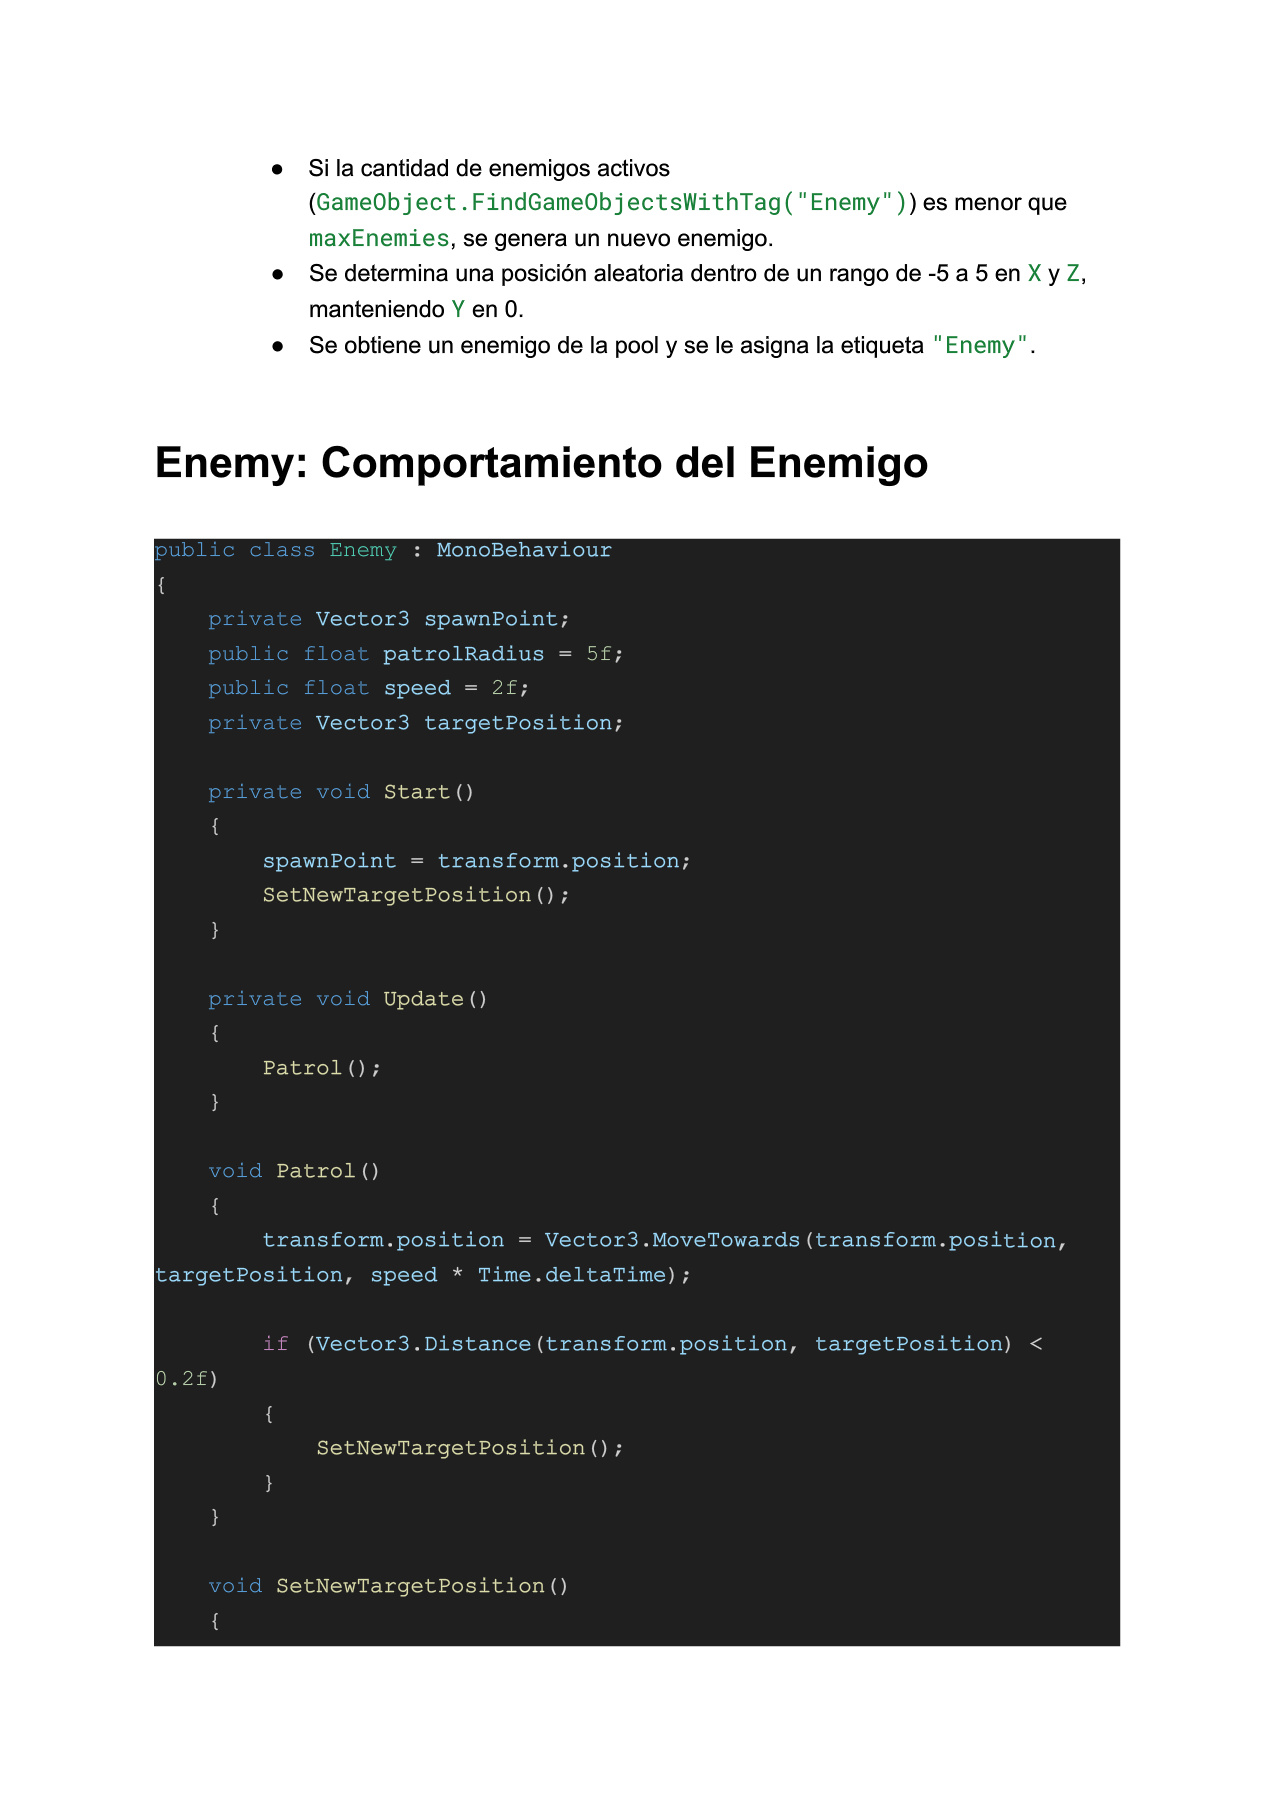 ● Si la cantidad de enemigos activos
(GameObject.FindGameObjectsWithTag("Enemy")) es menor que
maxEnemies, se genera un nuevo enemigo.
● Se determina una posición aleatoria dentro de un rango de -5 a 5 en X y Z,
manteniendo Y en 0.
● Se obtiene un enemigo de la pool y se le asigna la etiqueta "Enemy".
Enemy: Comportamiento del Enemigo
public class Enemy : MonoBehaviour
{
    private Vector3 spawnPoint;
    public float patrolRadius = 5f;
    public float speed = 2f;
    private Vector3 targetPosition;

    private void Start()
    {
        spawnPoint = transform.position;
        SetNewTargetPosition();
    }

    private void Update()
    {
        Patrol();
    }

    void Patrol()
    {
        transform.position = Vector3.MoveTowards(transform.position,
targetPosition, speed * Time.deltaTime);

        if (Vector3.Distance(transform.position, targetPosition) <
0.2f)
        {
            SetNewTargetPosition();
        }
    }

    void SetNewTargetPosition()
    {